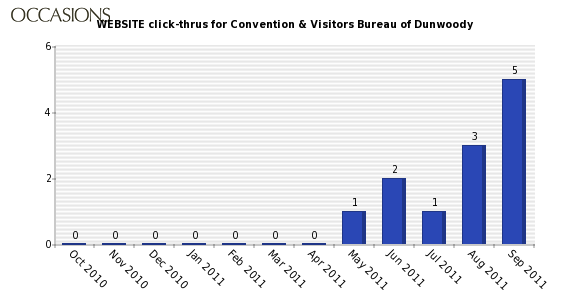 OCCASIONS
WEBSITE click-thrus for Convention & Visitors Bureau of Dunwoody
6
4
2
0
0
0
0
0
0
0
0
1
2
1
3
5
Oct 2010
Nov 2010
Dec 2010
Jan 2011
Feb 2011
Mar 2011
Apr 2011
May 2011
Jun 2011
Jul 2011
Aug 2011
Sep 2011